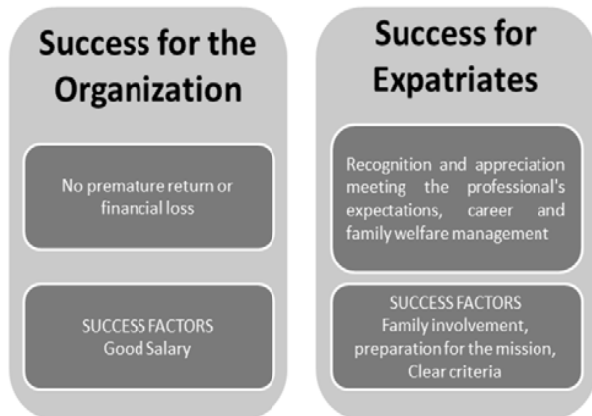 Success for the
Organization
No premature return or
financial loss
SUCCESS FACTORS
Good Salary
Success for
Expatriates
Recognition and appreciation
meeting the professional's
expectations, career and
family welfare management
SUCCESS FACTORS
Family involvement,
preparation for the mission,
Clear criteria